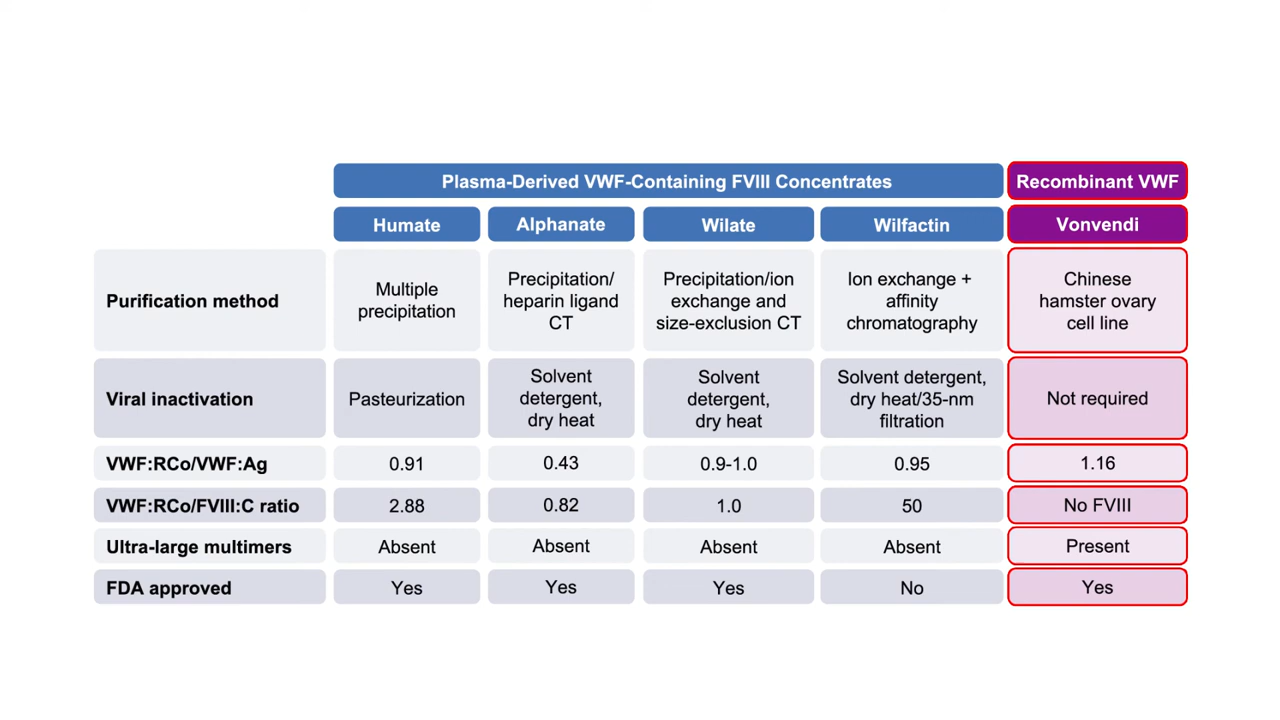 Plasma-Derived VWF-Containing FVIII Concentrates
Recombinant VWF
Humate
Alphanate
Wilate
Wilfactin
Vonvendi
Purification method
Multiple
precipitation
Precipitation/
heparin ligand
CT
Precipitation/ion
exchange and
size-exclusion CT
Ion exchange +
affinity
chromatography
Chinese
hamster ovary
cell line
Viral inactivation
Pasteurization
Solvent
detergent,
dry heat
Solvent
detergent,
dry heat
Solvent detergent,
dry heat/35-nm
filtration
Not required
VWF:RCo/VWF:Ag
0.91
0.43
0.9-1.0
0.95
1.16
VWF:RCo/FVIII:C ratio
2.88
0.82
1.0
50
No FVIII
Ultra-large multimers
Absent
Absent
Absent
Absent
Present
FDA approved
Yes
Yes
Yes
No
Yes